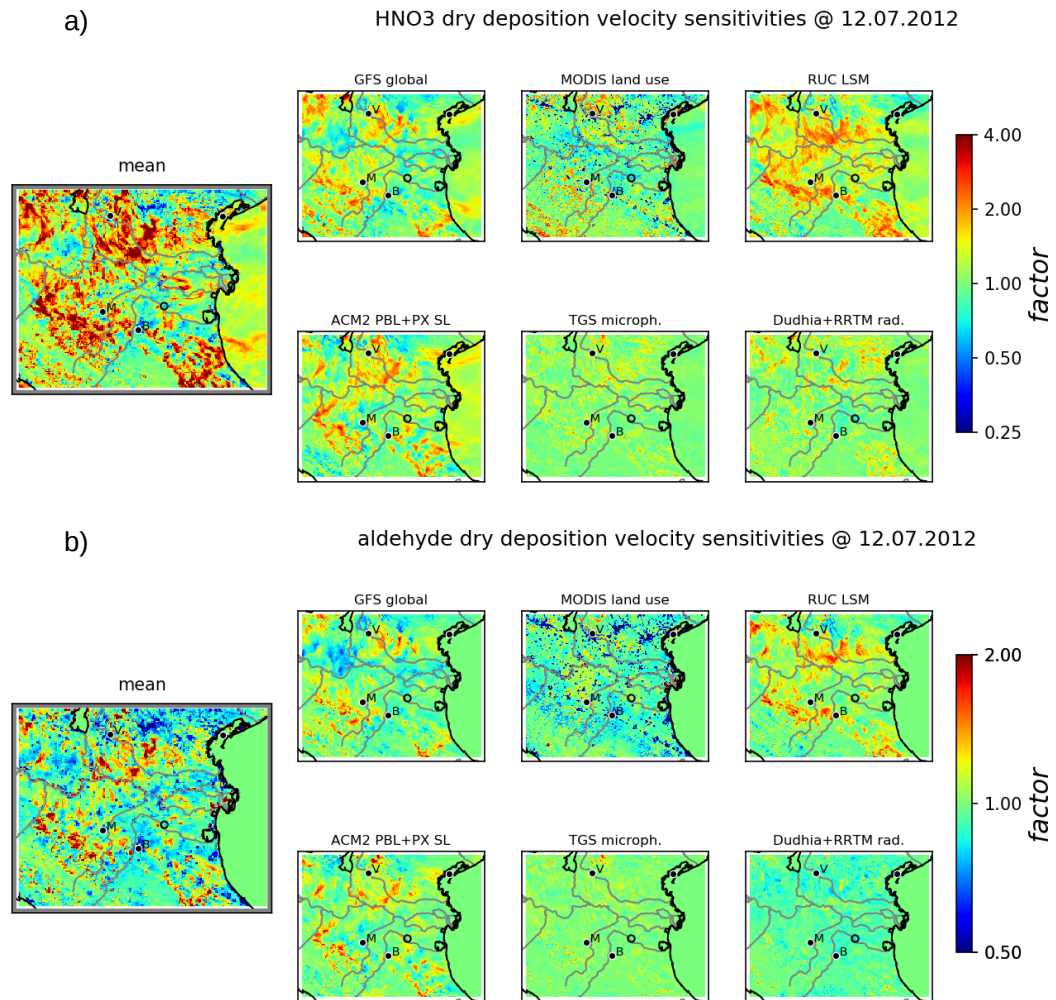 a)
HNO3 dry deposition velocity sensitivities @ 12.07.2012
GFS global
MODIS land use
RUC LSM
V
M
B
V
M
B
V
M
B
mean
V
M
B
4.00
2.00
1.00
0.50
0.25
factor
ACM2 PBL+PX SL
TGS microph.
Dudhia+RRTM rad.
V
M
B
V
M
B
V
M
B
b)
aldehyde dry deposition velocity sensitivities @ 12.07.2012
GFS global
MODIS land use
RUC LSM
V
M
B
V
M
B
V
M
B
mean
V
M
B
2.00
1.00
0.50
factor
ACM2 PBL+PX SL
TGS microph.
Dudhia+RRTM rad.
V
M
B
V
M
B
V
M
B